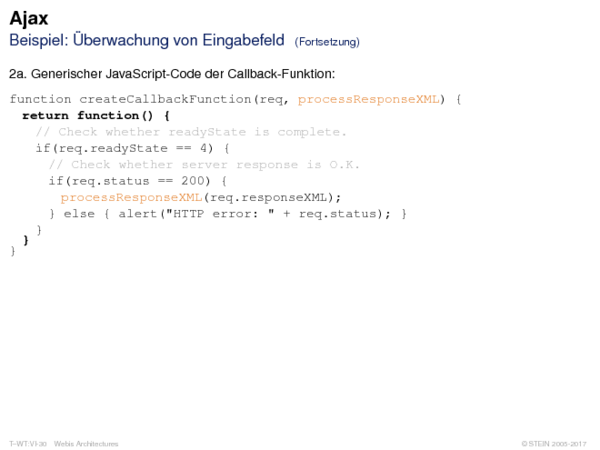 Ajax
Beispiel: Überwachung von Eingabefeld (Fortsetzung)
2a. Generischer JavaScript-Code der Callback-Funktion:
function createCallbackFunction(req, processResponseXML) {
return function() {
// Check whether readyState is complete.
if(req.readyState == 4) {
// Check whether server response is O.K.
if(req.status == 200) {
processResponseXML(req.responseXML);
} else { alert("HTTP error: " + req.status); }
}
}
}
T–WT:VI-30 Webis Architectures © STEIN 2005-2017